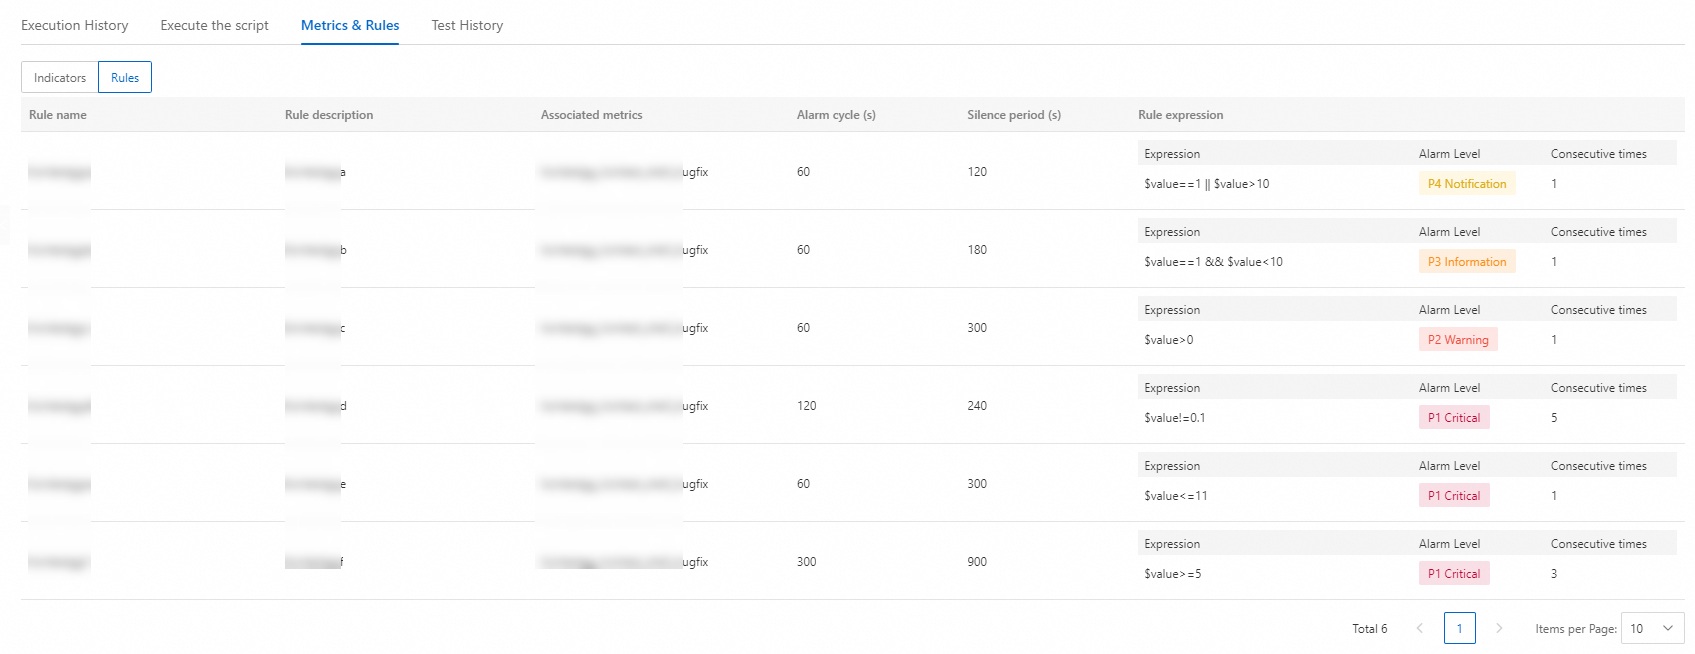 Execution History Execute the script Metrics & Rules Test History
Indicators Rules
Rule name Rule description Associated metrics Alarm cycle (s) Silence period (s) Rule expression
Expression Alarm Level Consecutive times
a ugfix 60 120
$value==1 || $value>10 P4 Notification 1
Expression Alarm Level Consecutive times
b ugfix 60 180
$value==1 && $value<10 P3 Information 1
Expression Alarm Level Consecutive times
c ugfix 60 300
$value>0 P2 Warning 1
Expression Alarm Level Consecutive times
d ugfix 120 240
$value!=0.1 P1 Critical 5
Expression Alarm Level Consecutive times
e ugfix 60 300
$value<=11 P1 Critical 1
Expression Alarm Level Consecutive times
f ugfix 300 900
$value>=5 P1 Critical 3
Total 6 1 Items per Page: 10